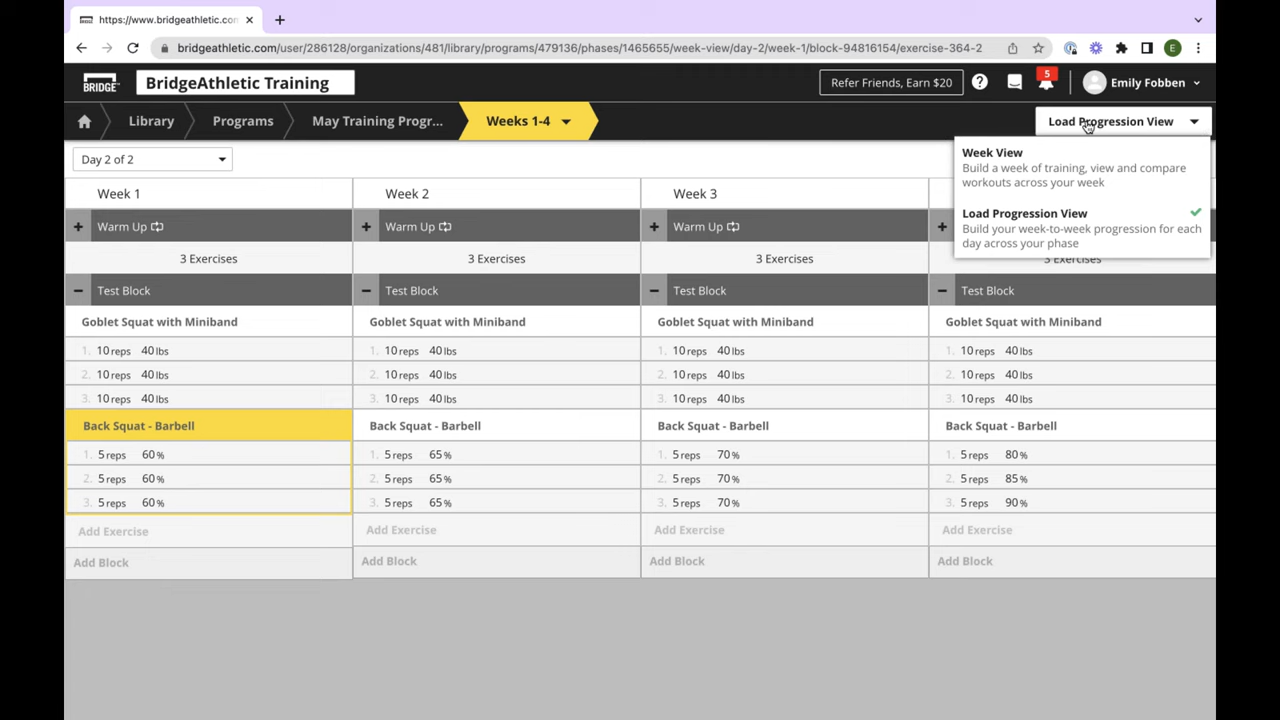 https://www.bridgeathletic.con
bridgeathletic.com/user/286128/organizations/481/library/programs/479136/phases/1465655/week-view/day-2/week-1/block-94816154/exercise-364-2
E
BRIDGE
BridgeAthletic Training
Refer Friends, Earn $20
5
Emily Fobben
Library
Programs
May Training Progr...
Weeks 1-4
Load Progression View
Week View
Build a week of training, view and compare
workouts across your week
Load Progression View
Build your week-to-week progression for each
day across your phase
Day 2 of 2
Week 1 Week 2 Week 3
+ Warm Up + Warm Up + Warm Up +
3 Exercises 3 Exercises 3 Exercises 3 Exercises
− Test Block − Test Block − Test Block − Test Block
Goblet Squat with Miniband Goblet Squat with Miniband Goblet Squat with Miniband Goblet Squat with Miniband
1. 10 reps 40 lbs 1. 10 reps 40 lbs 1. 10 reps 40 lbs 1. 10 reps 40 lbs
2. 10 reps 40 lbs 2. 10 reps 40 lbs 2. 10 reps 40 lbs 2. 10 reps 40 lbs
3. 10 reps 40 lbs 3. 10 reps 40 lbs 3. 10 reps 40 lbs 3. 10 reps 40 lbs
Back Squat - Barbell Back Squat - Barbell Back Squat - Barbell Back Squat - Barbell
1. 5 reps 60 % 1. 5 reps 65 % 1. 5 reps 70 % 1. 5 reps 80 %
2. 5 reps 60 % 2. 5 reps 65 % 2. 5 reps 70 % 2. 5 reps 85 %
3. 5 reps 60 % 3. 5 reps 65 % 3. 5 reps 70 % 3. 5 reps 90 %
Add Exercise Add Exercise Add Exercise Add Exercise
Add Block Add Block Add Block Add Block